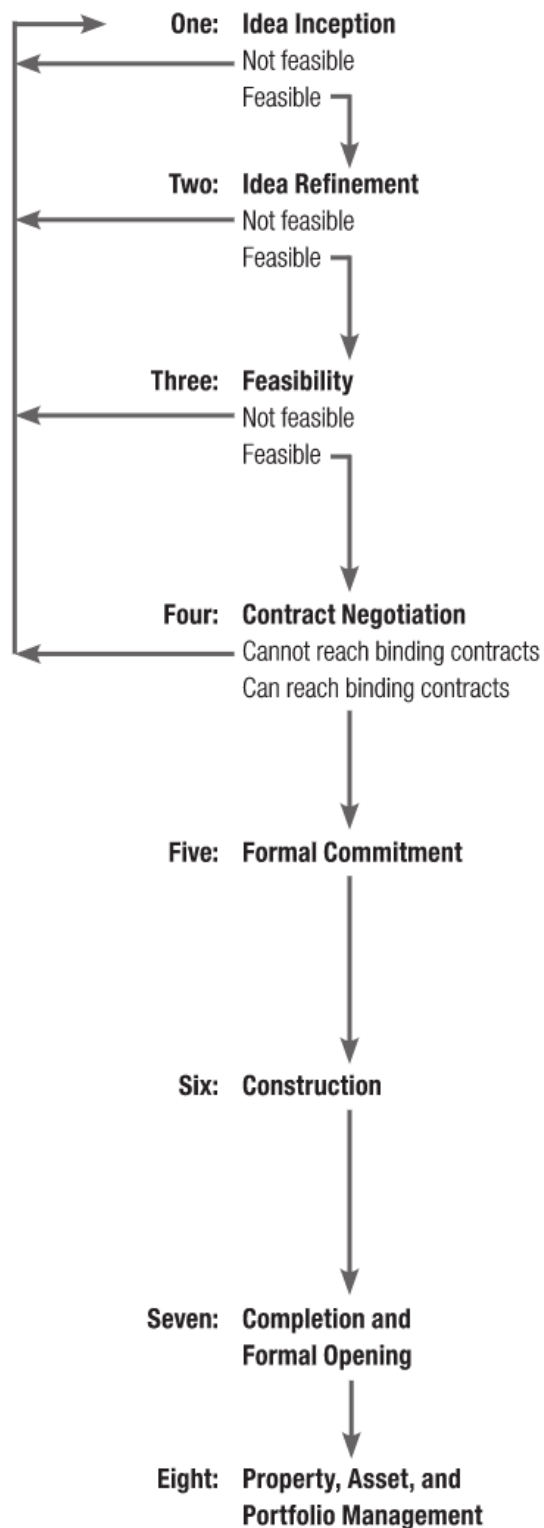 One: Idea Inception
Not feasible
Feasible
Two: Idea Refinement
Not feasible
Feasible
Three: Feasibility
Not feasible
Feasible
Four: Contract Negotiation
Cannot reach binding contracts
Can reach binding contracts
Five: Formal Commitment
Six: Construction
Seven: Completion and
Formal Opening
Eight: Property, Asset, and
Portfolio Management